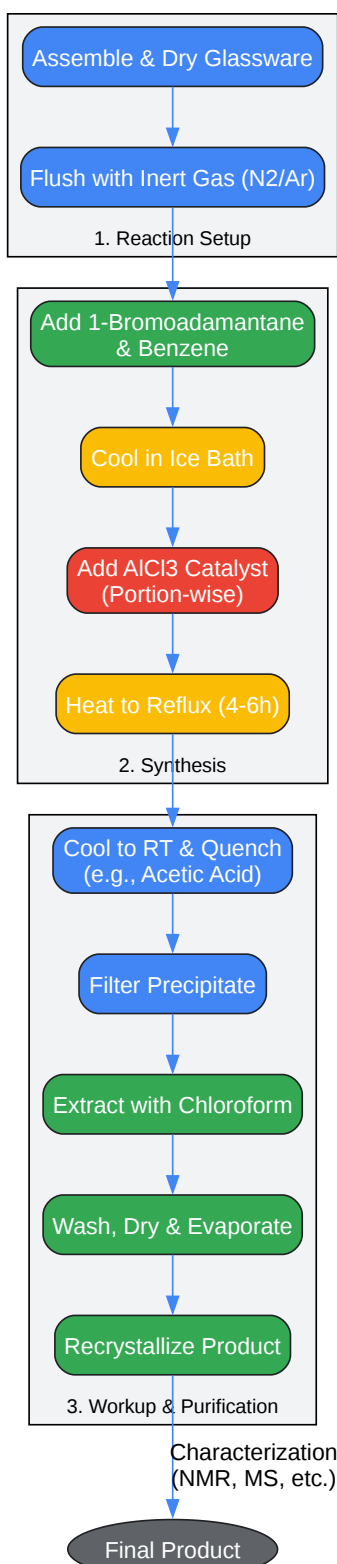 Assemble & Dry Glassware
Flush with Inert Gas (N2/Ar)
1. Reaction Setup
Add 1-Bromoadamantane
& Benzene
Cool in Ice Bath
Add AlCl3 Catalyst
(Portion-wise)
Heat to Reflux (4-6h)
2. Synthesis
Cool to RT & Quench
(e.g., Acetic Acid)
Filter Precipitate
Extract with Chloroform
Wash, Dry & Evaporate
Recrystallize Product
3. Workup & Purification
Characterization
(NMR, MS, etc.)
Final Product